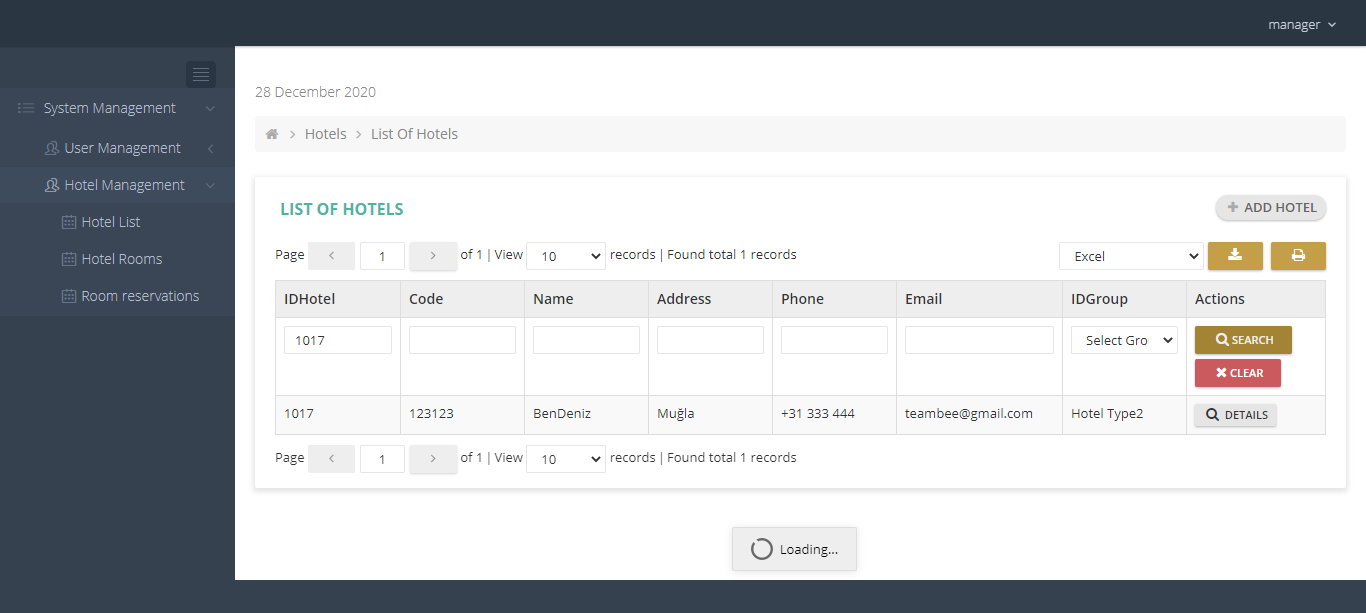 manager
System Management
User Management
Hotel Management
Hotel List
Hotel Rooms
Room reservations
28 December 2020
Hotels List Of Hotels
LIST OF HOTELS
ADD HOTEL
Page 1 of 1 | View 10 records | Found total 1 records
Excel
IDHotel Code Name Address Phone Email IDGroup Actions
1017 Select Gro SEARCH
CLEAR
1017 123123 BenDeniz Muğla +31 333 444 teambee@gmail.com Hotel Type2 DETAILS
Page 1 of 1 | View 10 records | Found total 1 records
Loading...